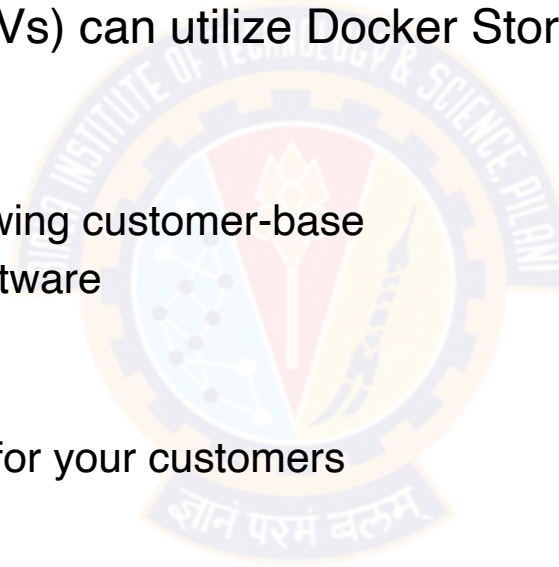 Vs) can utilize Docker Stor
INSTITUTE OF TECHNOLOGY & SCIENCE, PILANI
wing customer-base
tware
for your customers
ज्ञानं परमं बलम्